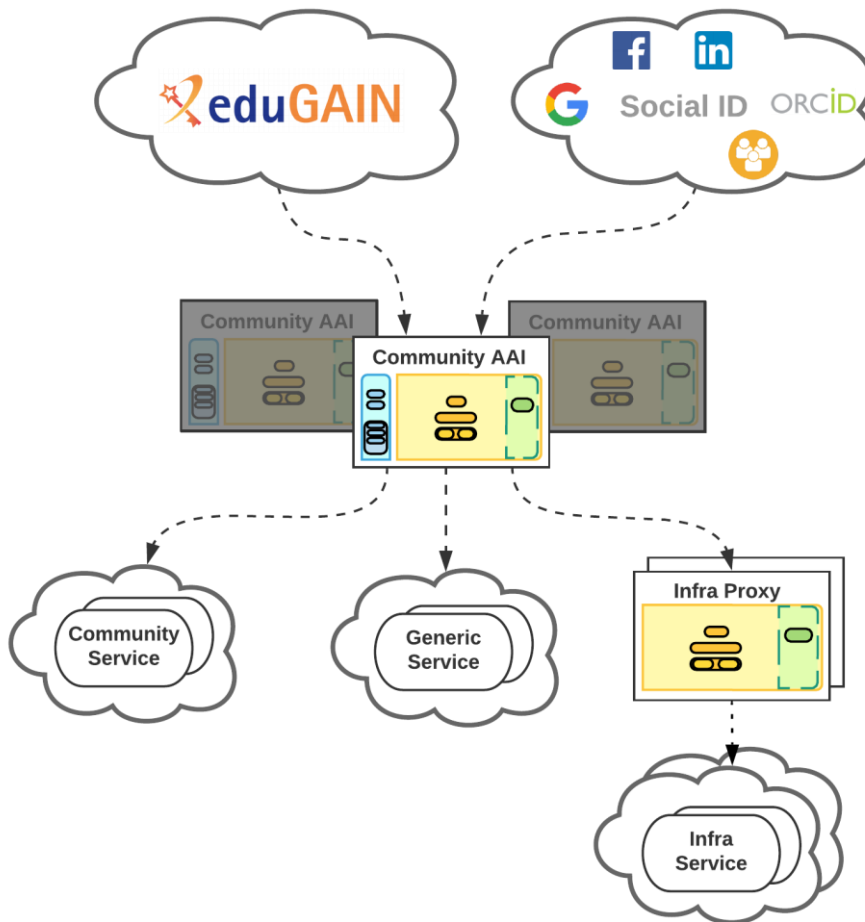 eduGAIN
Social ID
ORCiD
Community AAI
Community AAI
Community AAI
Community
Service
Generic
Service
Infra Proxy
Infra
Service